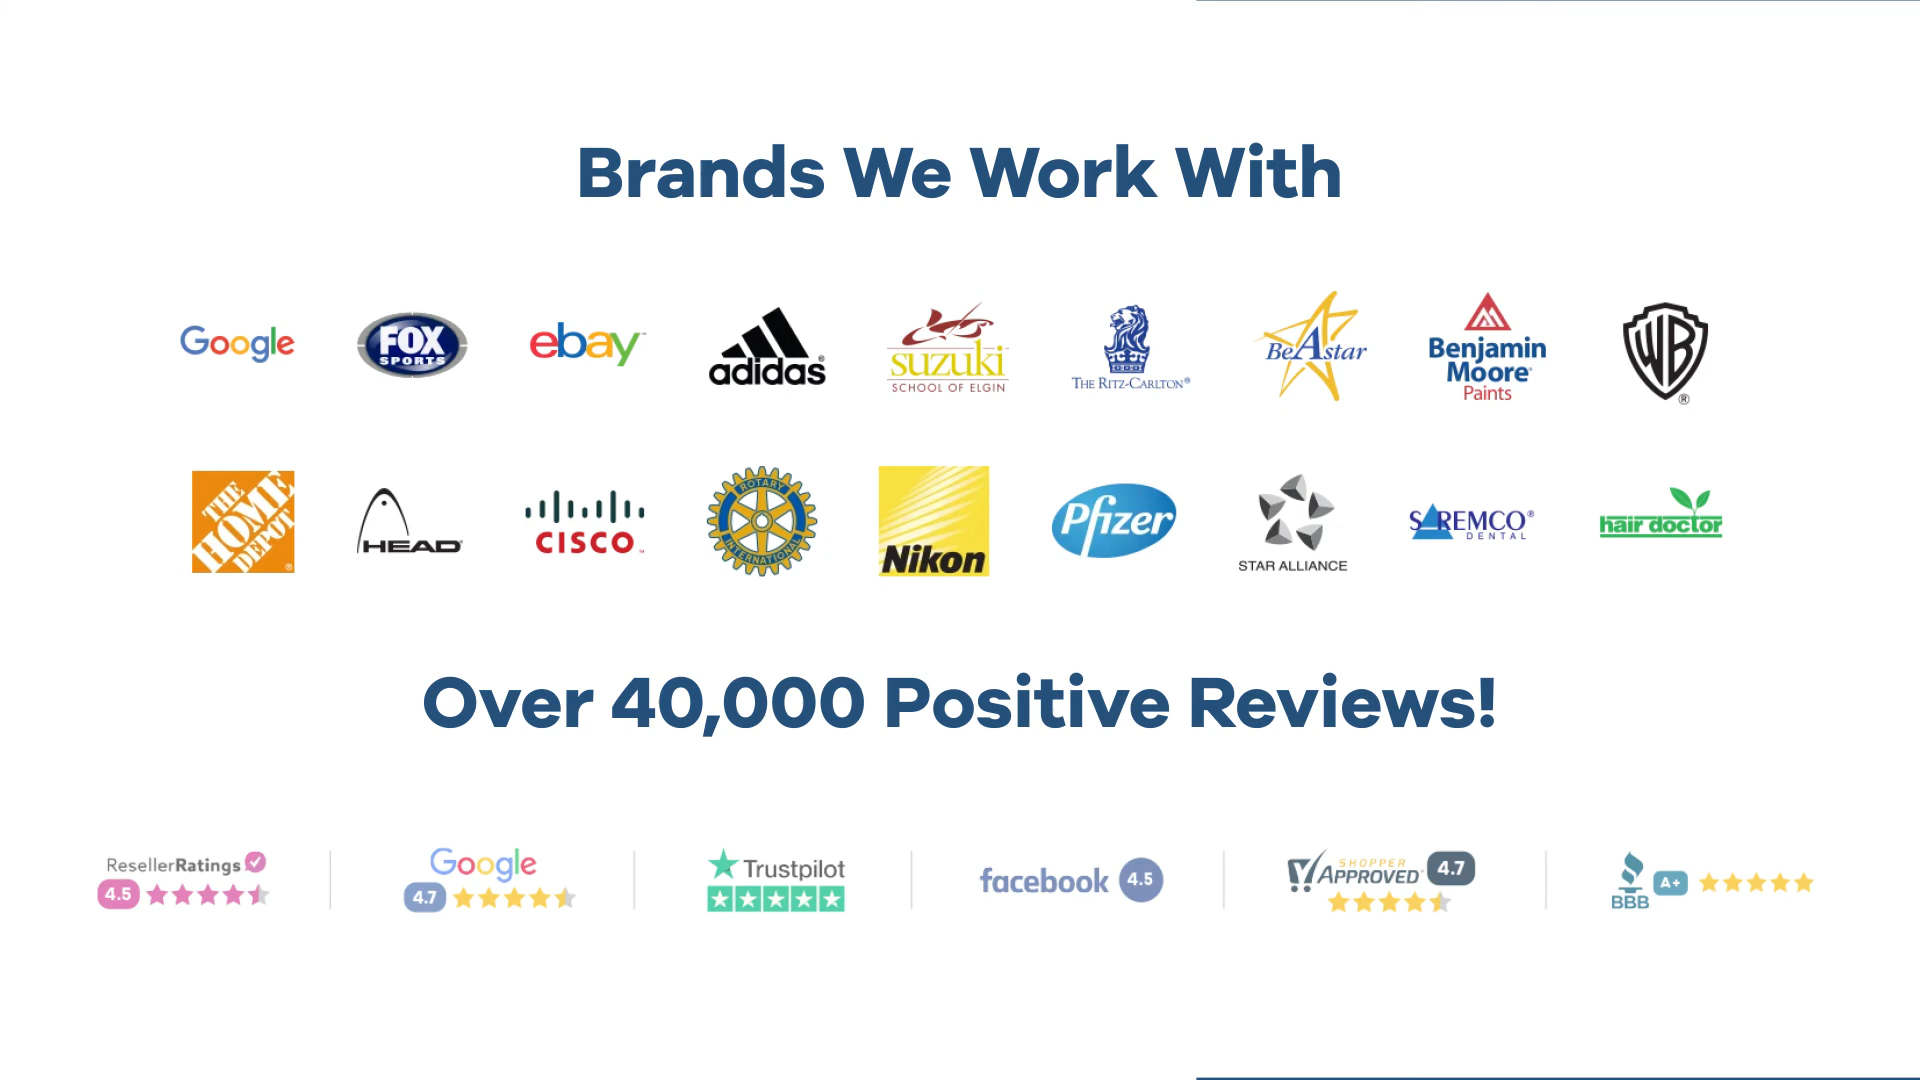 Brands We Work With
Google
FOX
SPORTS
ebay™
adidas®
suzuki
SCHOOL OF ELGIN
THE RITZ-CARLTON®
BeAstar
Benjamin
Moore®
Paints
WB®
THE
HOME
DEPOT®
HEAD
CISCO™
ROTARY
INTERNATIONAL
Nikon
Pfizer
STAR ALLIANCE
SAREMCO®
DENTAL
hair doctor
Over 40,000 Positive Reviews!
ResellerRatings
4.5
Google
4.7
Trustpilot
facebook 4.5
SHOPPER
APPROVED 4.7
BBB
A+